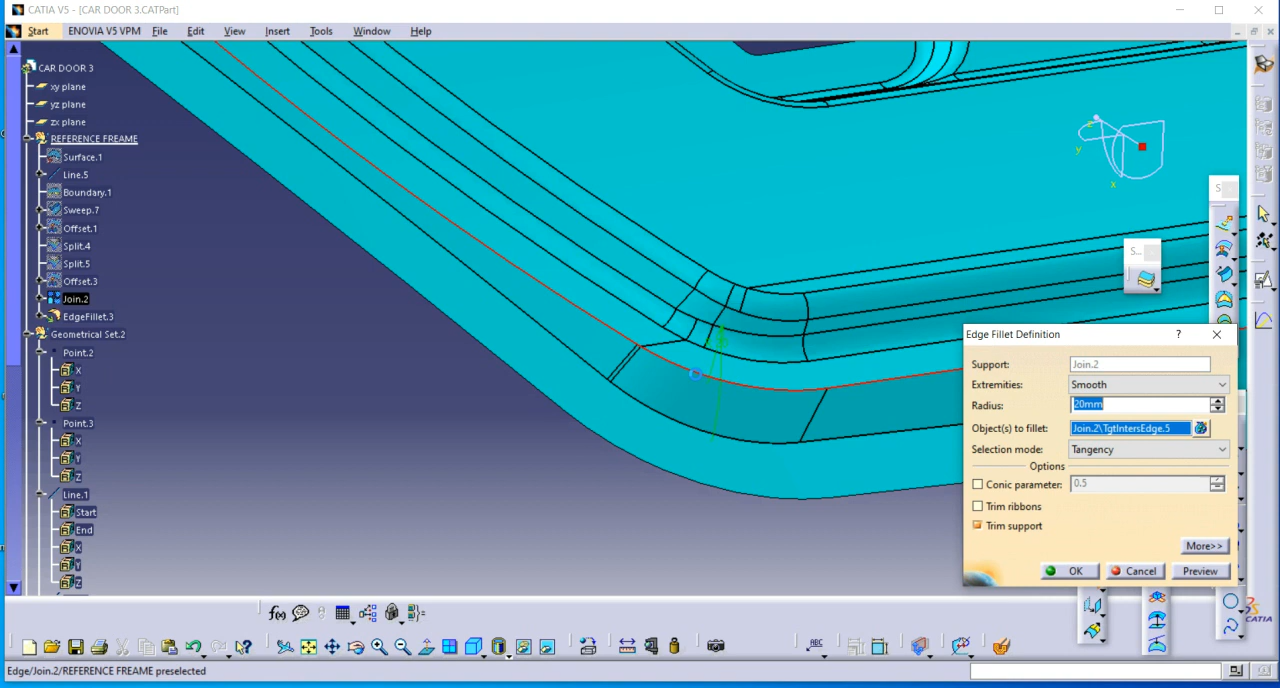 CATIA V5 - [CAR DOOR 3.CATPart]
Start ENOVIA V5 VPM File Edit View Insert Tools Window Help
CAR DOOR 3
xy plane
yz plane
zx plane
REFERENCE FREAME
Surface.1
Line.5
Boundary.1
Sweep.7
Offset.1
Split.4
Split.5
Offset.3
Join.2
EdgeFillet.3
Geometrical Set.2
Point.2
X
Y
Z
Point.3
X
Y
Z
Line.1
Start
End
X
Y
Z
z
y
x
S
S...
Edge Fillet Definition ?
Support: Join.2
Extremities: Smooth
Radius: 20mm
Object(s) to fillet: Join.2\TgtIntersEdge.5
Selection mode: Tangency
Options
Conic parameter: 0.5
Trim ribbons
Trim support
More>>
OK Cancel Preview
f(x)
ABC
CATIA
Edge/Join.2/REFERENCE FREAME preselected